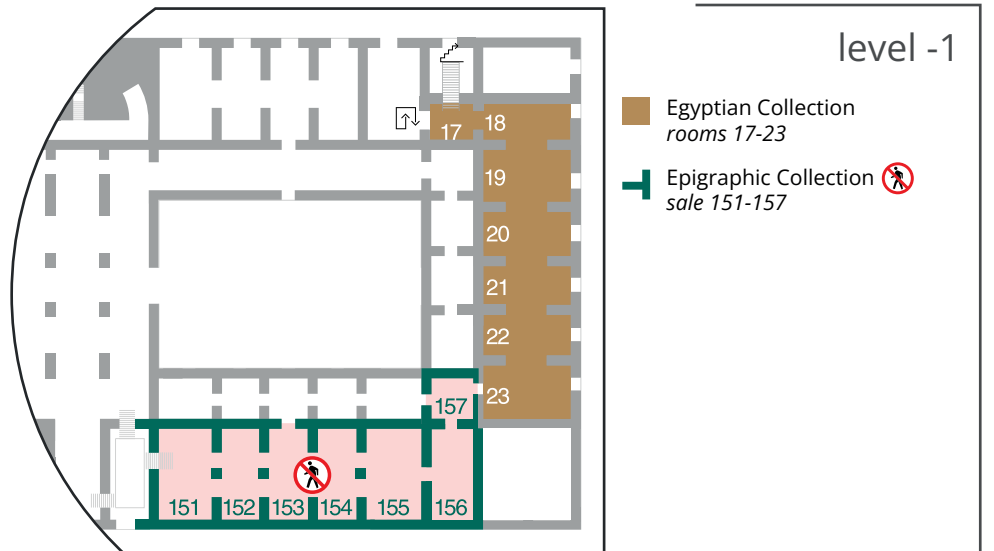 level -1
Egyptian Collection
rooms 17-23
Epigraphic Collection
sale 151-157
17
18
19
20
21
22
23
157
151
152
153
154
155
156